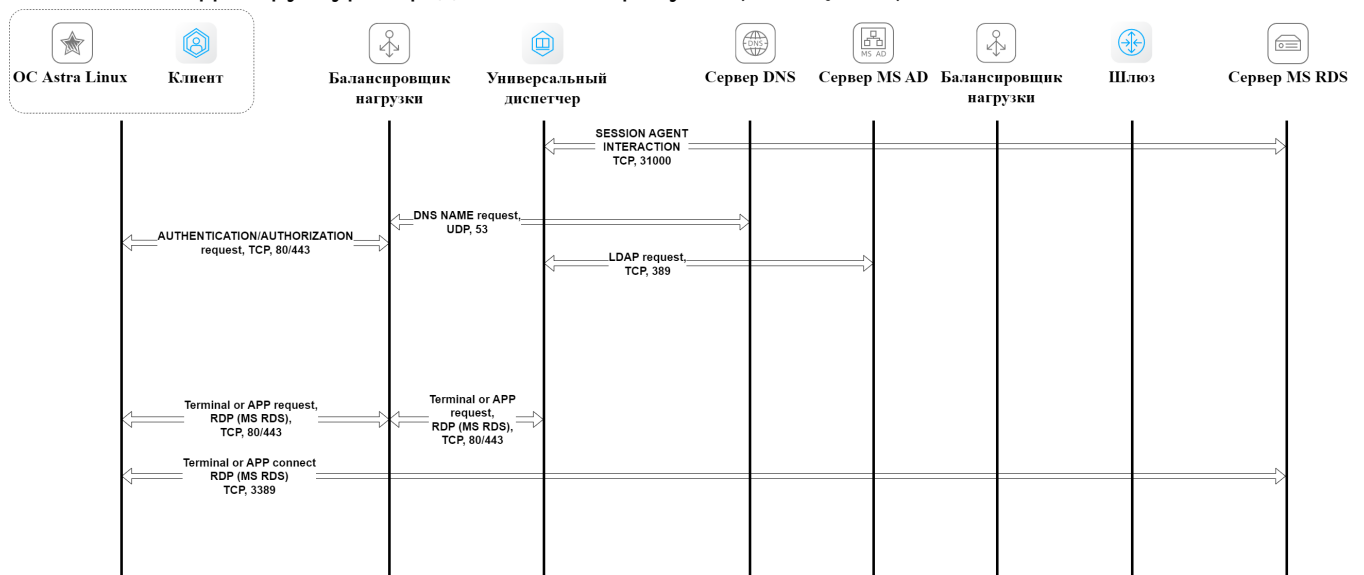 DNS
MS AD
ОС Astra Linux
Клиент
Балансировщик
нагрузки
Универсальный
диспетчер
Сервер DNS
Сервер MS AD
Балансировщик
нагрузки
Шлюз
Сервер MS RDS
SESSION AGENT
INTERACTION
TCP, 31000
DNS NAME request,
UDP, 53
AUTHENTICATION/AUTHORIZATION
request, TCP, 80/443
LDAP request,
TCP, 389
Terminal or APP request,
RDP (MS RDS),
TCP, 80/443
Terminal or APP
request,
RDP (MS RDS),
TCP, 80/443
Terminal or APP connect
RDP (MS RDS)
TCP, 3389